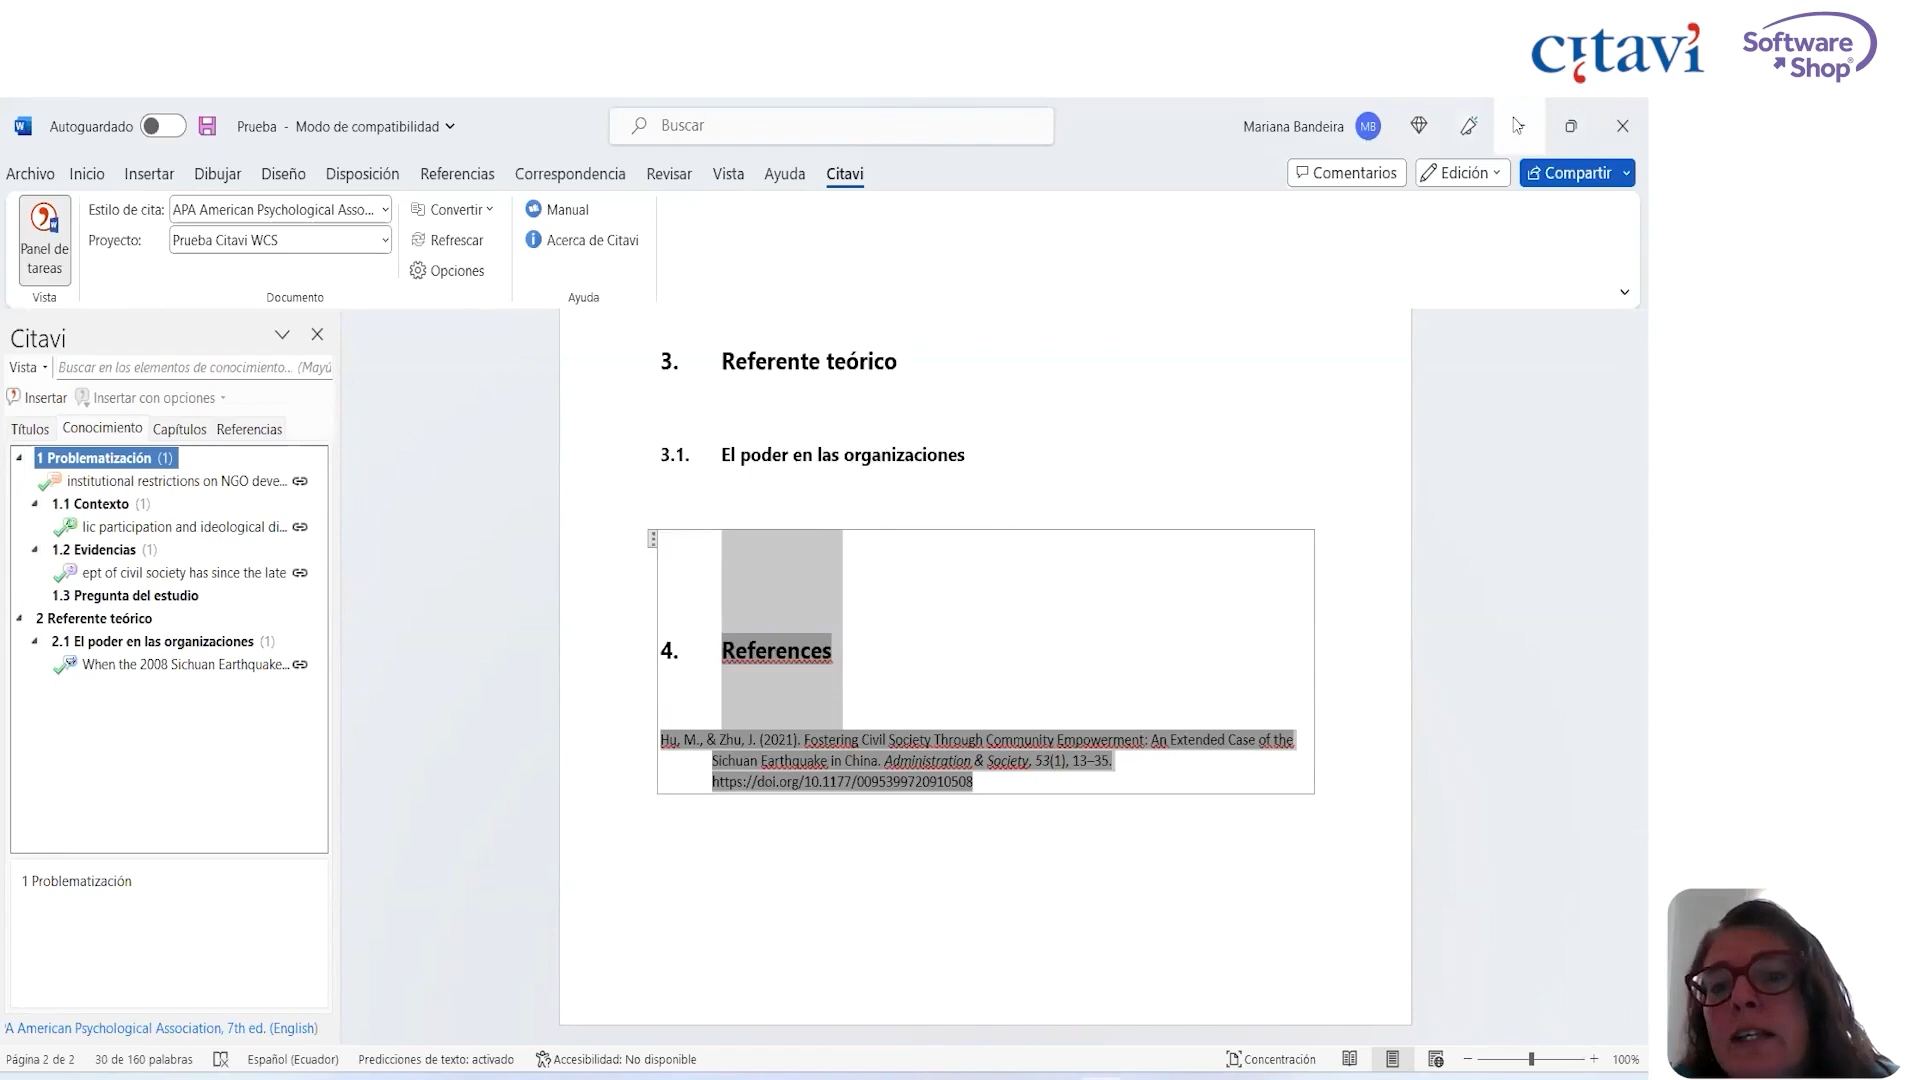 citavi
Software
Shop
Autoguardado
Prueba - Modo de compatibilidad
Buscar
Mariana Bandeira
MB
Archivo Inicio Insertar Dibujar Diseño Disposición Referencias Correspondencia Revisar Vista Ayuda Citavi
Comentarios
Edición
Compartir
Panel de
tareas
Vista
Estilo de cita: APA American Psychological Asso...
Proyecto: Prueba Citavi WCS
Convertir
Refrescar
Opciones
Documento
Manual
Acerca de Citavi
Ayuda
Citavi
Vista Buscar en los elementos de conocimiento... (Mayú
Insertar Insertar con opciones
Títulos Conocimiento Capítulos Referencias
1 Problematización (1)
institutional restrictions on NGO deve...
1.1 Contexto (1)
lic participation and ideological di...
1.2 Evidencias (1)
ept of civil society has since the late
1.3 Pregunta del estudio
2 Referente teórico
2.1 El poder en las organizaciones (1)
When the 2008 Sichuan Earthquake...
1 Problematización
A American Psychological Association, 7th ed. (English)
3. Referente teórico
3.1. El poder en las organizaciones
4. References
Hu, M., & Zhu, J. (2021). Fostering Civil Society Through Community Empowerment: An Extended Case of the
Sichuan Earthquake in China. Administration & Society, 53(1), 13–35.
https://doi.org/10.1177/0095399720910508
Página 2 de 2 30 de 160 palabras Español (Ecuador) Predicciones de texto: activado Accesibilidad: No disponible Concentración 100%